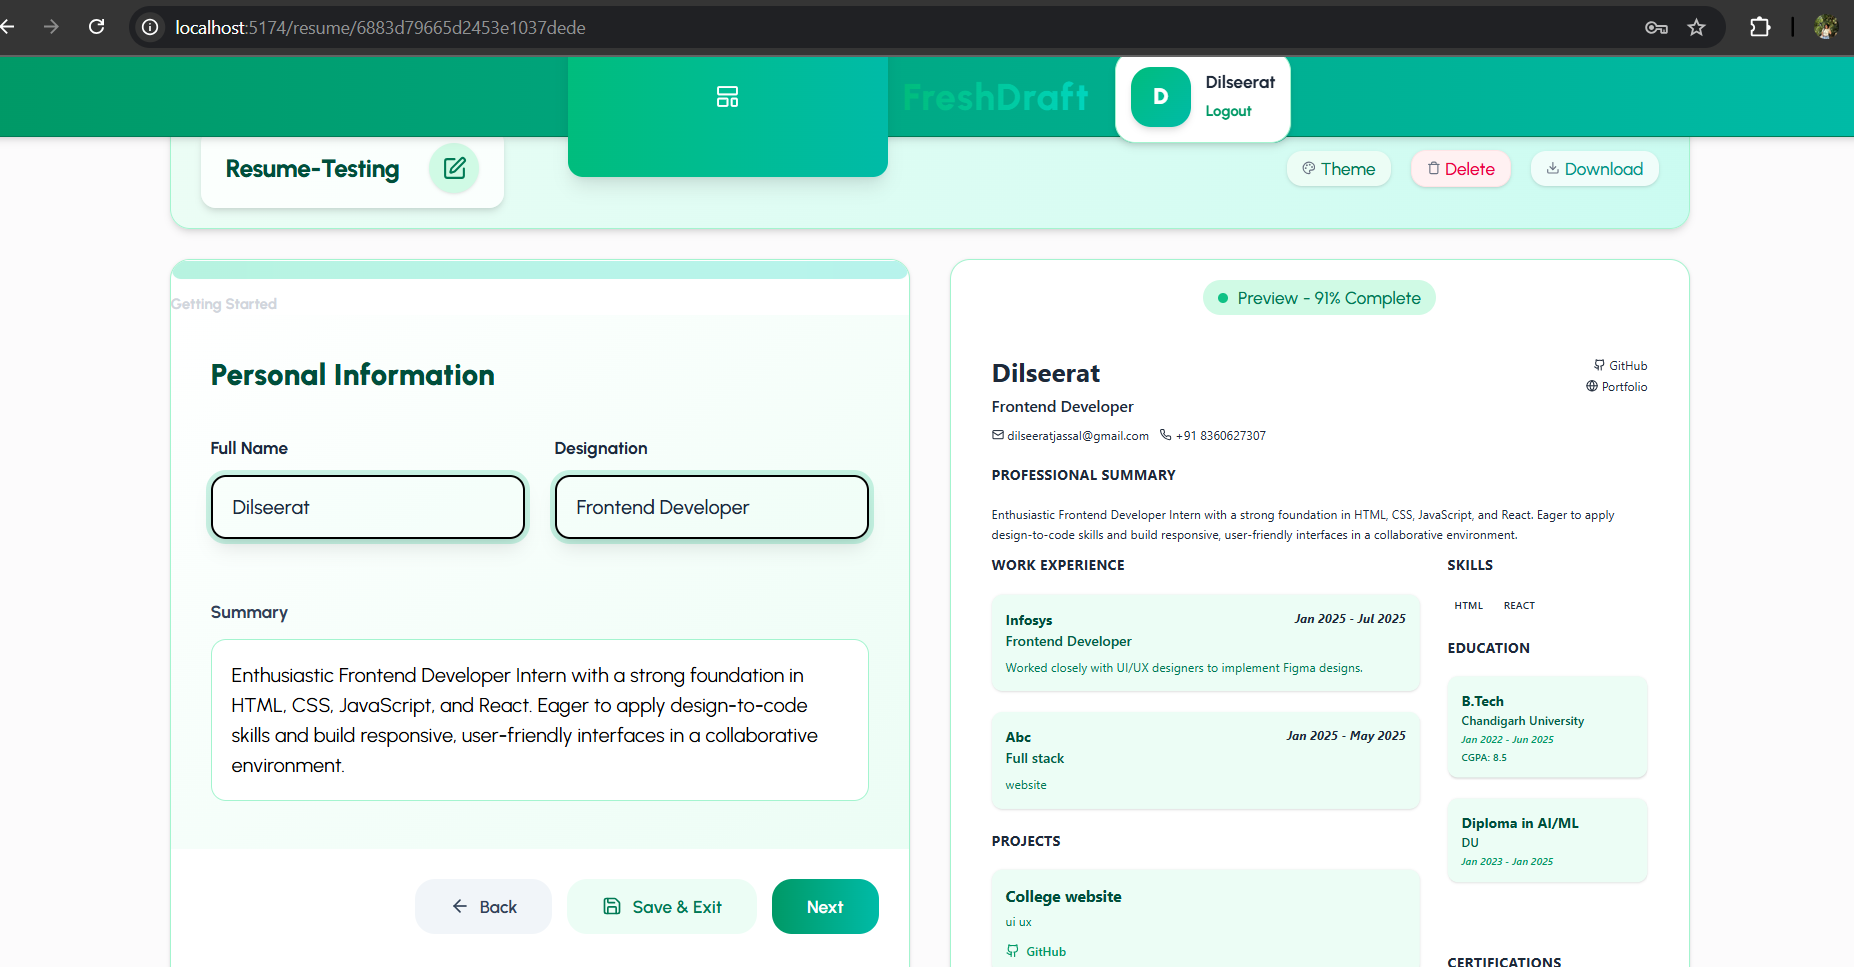 localhost:5174/resume/6883d79665d2453e1037dede
FreshDraft
D
Dilseerat
Logout
Resume-Testing
Theme
Delete
Download
Getting Started
Personal Information
Full Name
Designation
Dilseerat
Frontend Developer
Summary
Enthusiastic Frontend Developer Intern with a strong foundation in
HTML, CSS, JavaScript, and React. Eager to apply design-to-code
skills and build responsive, user-friendly interfaces in a collaborative
environment.
Back
Save & Exit
Next
Preview - 91% Complete
Dilseerat
GitHub
Portfolio
Frontend Developer
dilseeratjassal@gmail.com +91 8360627307
PROFESSIONAL SUMMARY
Enthusiastic Frontend Developer Intern with a strong foundation in HTML, CSS, JavaScript, and React. Eager to apply
design-to-code skills and build responsive, user-friendly interfaces in a collaborative environment.
WORK EXPERIENCE
Infosys
Jan 2025 - Jul 2025
Frontend Developer
Worked closely with UI/UX designers to implement Figma designs.
Abc
Jan 2025 - May 2025
Full stack
website
PROJECTS
College website
ui ux
GitHub
SKILLS
HTML REACT
EDUCATION
B.Tech
Chandigarh University
Jan 2022 - Jun 2025
CGPA: 8.5
Diploma in AI/ML
DU
Jan 2023 - Jan 2025
CERTIFICATIONS